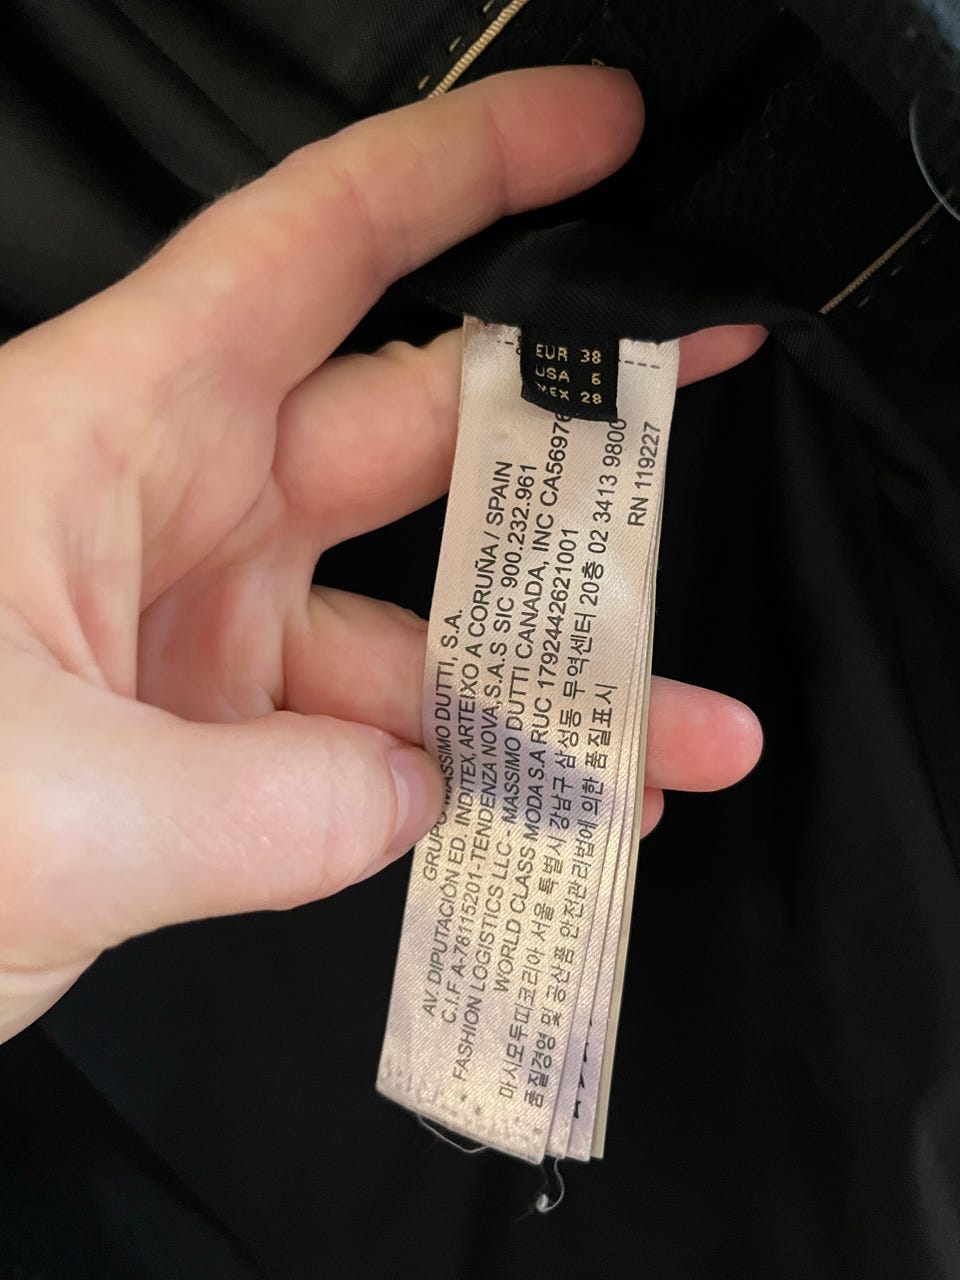 EUR 38
USA 6
MEX 28
GRUPO MASSIMO DUTTI, S.A.
AV. DIPUTACIÓN ED. INDITEX, ARTEIXO A CORUÑA / SPAIN
C.I.F A-78115201 - TENDENZA NOVA,S.A.S SIC 900.232.961
FASHION LOGISTICS LLC - MASSIMO DUTTI CANADA, INC CA56976
WORLD CLASS MODA S.A RUC 1792442621001
마시모두띠코리아 서울 특별시 강남구 삼성동 무역센터 20층 02 3413 9800
품질경영 및 공산품 안전관리법에 의한 품질표시
RN 119227